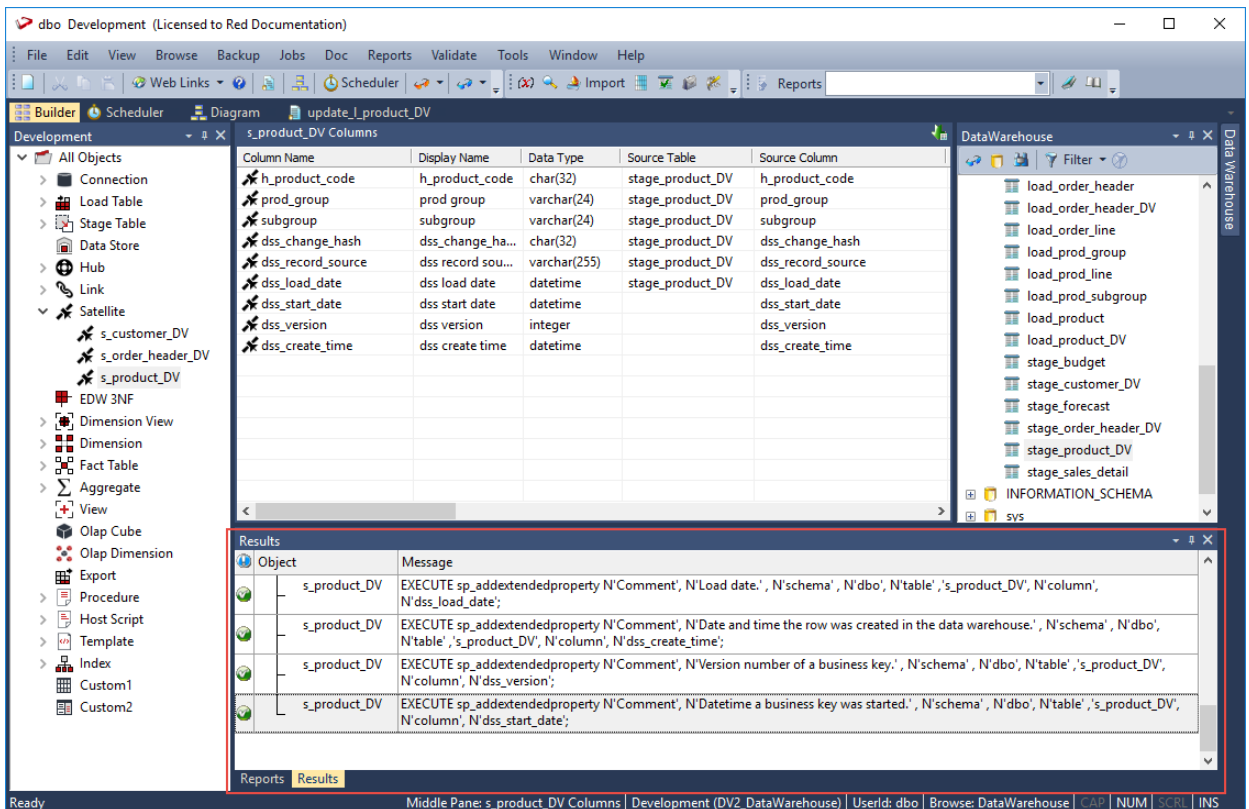 dbo Development (Licensed to Red Documentation)
File Edit View Browse Backup Jobs Doc Reports Validate Tools Window Help
Web Links Scheduler (x) Import Reports
Builder Scheduler Diagram update_l_product_DV
Development
All Objects
Connection
Load Table
Stage Table
Data Store
Hub
Link
Satellite
s_customer_DV
s_order_header_DV
s_product_DV
EDW 3NF
Dimension View
Dimension
Fact Table
Aggregate
View
Olap Cube
Olap Dimension
Export
Procedure
Host Script
Template
Index
Custom1
Custom2
s_product_DV Columns
Column Name Display Name Data Type Source Table Source Column
h_product_code h_product_code char(32) stage_product_DV h_product_code
prod_group prod group varchar(24) stage_product_DV prod_group
subgroup subgroup varchar(24) stage_product_DV subgroup
dss_change_hash dss_change_ha... char(32) stage_product_DV dss_change_hash
dss_record_source dss record sou... varchar(255) stage_product_DV dss_record_source
dss_load_date dss load date datetime stage_product_DV dss_load_date
dss_start_date dss start date datetime dss_start_date
dss_version dss version integer dss_version
dss_create_time dss create time datetime dss_create_time
DataWarehouse
Filter
load_order_header
load_order_header_DV
load_order_line
load_prod_group
load_prod_line
load_prod_subgroup
load_product
load_product_DV
stage_budget
stage_customer_DV
stage_forecast
stage_order_header_DV
stage_product_DV
stage_sales_detail
INFORMATION_SCHEMA
sys
Data Warehouse
Results
Object Message
s_product_DV EXECUTE sp_addextendedproperty N'Comment', N'Load date.' , N'schema' , N'dbo', N'table' ,'s_product_DV', N'column',
N'dss_load_date';
s_product_DV EXECUTE sp_addextendedproperty N'Comment', N'Date and time the row was created in the data warehouse.' , N'schema' , N'dbo',
N'table' ,'s_product_DV', N'column', N'dss_create_time';
s_product_DV EXECUTE sp_addextendedproperty N'Comment', N'Version number of a business key.' , N'schema' , N'dbo', N'table' ,'s_product_DV',
N'column', N'dss_version';
s_product_DV EXECUTE sp_addextendedproperty N'Comment', N'Datetime a business key was started.' , N'schema' , N'dbo', N'table' ,'s_product_DV',
N'column', N'dss_start_date';
Reports Results
Ready Middle Pane: s_product_DV Columns Development (DV2_DataWarehouse) UserId: dbo Browse: DataWarehouse CAP NUM SCRL INS